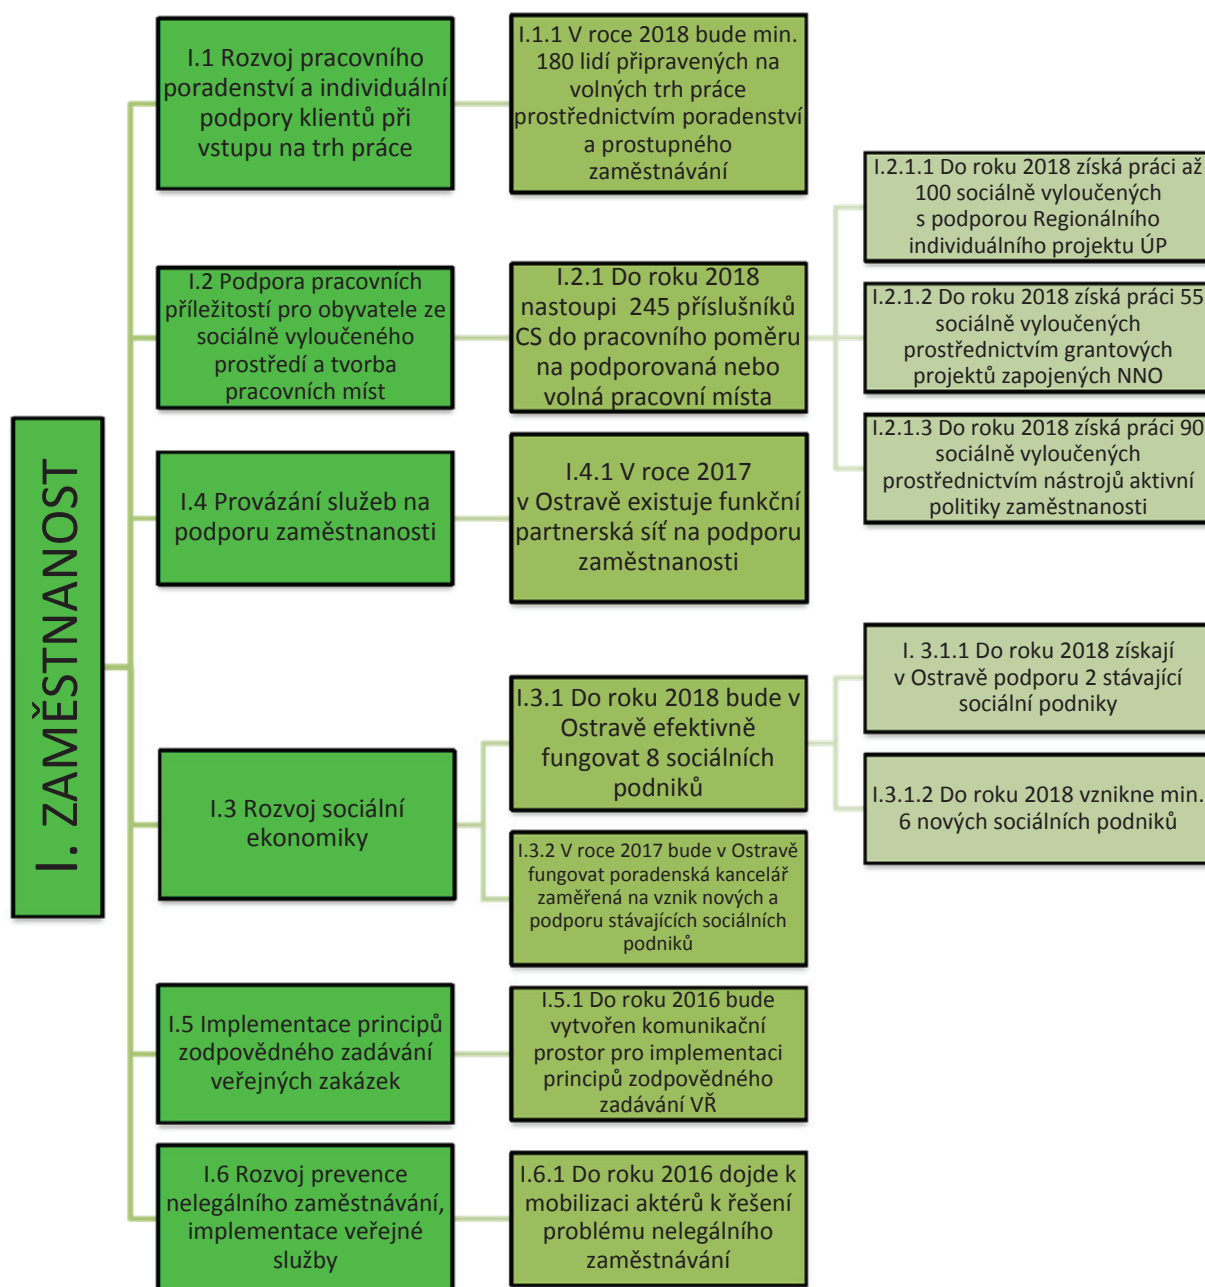 I. ZAMĚSTNANOST
I.1 Rozvoj pracovního
poradenství a individuální
podpory klientů při
vstupu na trh práce
I.1.1 V roce 2018 bude min.
180 lidí připravených na
volných trh práce
prostřednictvím poradenství
a prostupného
zaměstnávání
I.2 Podpora pracovních
příležitostí pro obyvatele ze
sociálně vyloučeného
prostředí a tvorba
pracovních míst
I.2.1 Do roku 2018
nastoupi 245 příslušníků
CS do pracovního poměru
na podporovaná nebo
volná pracovní místa
I.2.1.1 Do roku 2018 získá práci až
100 sociálně vyloučených
s podporou Regionálního
individuálního projektu ÚP
I.2.1.2 Do roku 2018 získá práci 55
sociálně vyloučených
prostřednictvím grantových
projektů zapojených NNO
I.2.1.3 Do roku 2018 získá práci 90
sociálně vyloučených
prostřednictvím nástrojů aktivní
politiky zaměstnanosti
I.4 Provázání služeb na
podporu zaměstnanosti
I.4.1 V roce 2017
v Ostravě existuje funkční
partnerská síť na podporu
zaměstnanosti
I.3 Rozvoj sociální
ekonomiky
I.3.1 Do roku 2018 bude v
Ostravě efektivně
fungovat 8 sociálních
podniků
I. 3.1.1 Do roku 2018 získají
v Ostravě podporu 2 stávající
sociální podniky
I.3.1.2 Do roku 2018 vznikne min.
6 nových sociálních podniků
I.3.2 V roce 2017 bude v Ostravě
fungovat poradenská kancelář
zaměřená na vznik nových a
podporu stávajících sociálních
podniků
I.5 Implementace principů
zodpovědného zadávání
veřejných zakázek
I.5.1 Do roku 2016 bude
vytvořen komunikační
prostor pro implementaci
principů zodpovědného
zadávání VŘ
I.6 Rozvoj prevence
nelegálního zaměstnávání,
implementace veřejné
služby
I.6.1 Do roku 2016 dojde k
mobilizaci aktérů k řešení
problému nelegálního
zaměstnávání